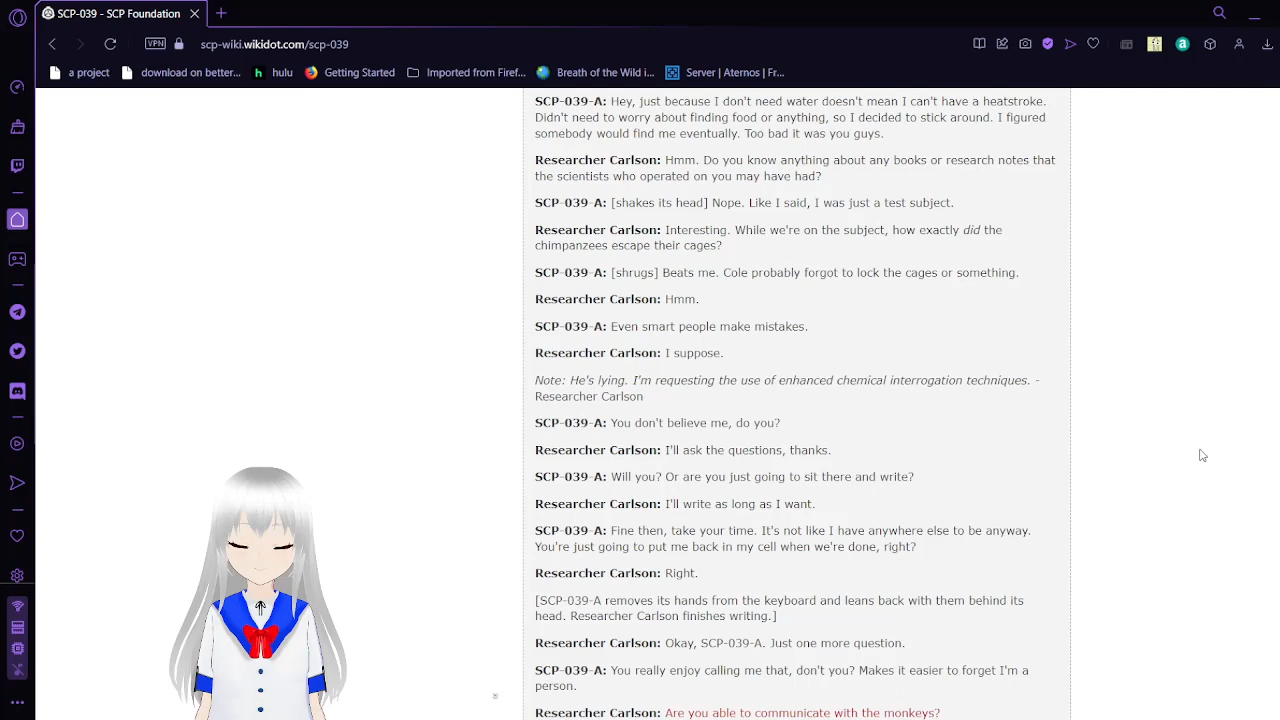 SCP-039 - SCP Foundation
VPN
scp-wiki.wikidot.com/scp-039
a project
download on better...
hulu
Getting Started
Imported from Firef...
Breath of the Wild i...
Server | Aternos | Fr...
SCP-039-A: Hey, just because I don't need water doesn't mean I can't have a heatstroke.
Didn't need to worry about finding food or anything, so I decided to stick around. I figured
somebody would find me eventually. Too bad it was you guys.
Researcher Carlson: Hmm. Do you know anything about any books or research notes that
the scientists who operated on you may have had?
SCP-039-A: [shakes its head] Nope. Like I said, I was just a test subject.
Researcher Carlson: Interesting. While we're on the subject, how exactly did the
chimpanzees escape their cages?
SCP-039-A: [shrugs] Beats me. Cole probably forgot to lock the cages or something.
Researcher Carlson: Hmm.
SCP-039-A: Even smart people make mistakes.
Researcher Carlson: I suppose.
Note: He's lying. I'm requesting the use of enhanced chemical interrogation techniques. -
Researcher Carlson
SCP-039-A: You don't believe me, do you?
Researcher Carlson: I'll ask the questions, thanks.
SCP-039-A: Will you? Or are you just going to sit there and write?
Researcher Carlson: I'll write as long as I want.
SCP-039-A: Fine then, take your time. It's not like I have anywhere else to be anyway.
You're just going to put me back in my cell when we're done, right?
Researcher Carlson: Right.
[SCP-039-A removes its hands from the keyboard and leans back with them behind its
head. Researcher Carlson finishes writing.]
Researcher Carlson: Okay, SCP-039-A. Just one more question.
SCP-039-A: You really enjoy calling me that, don't you? Makes it easier to forget I'm a
person.
Researcher Carlson: Are you able to communicate with the monkeys?